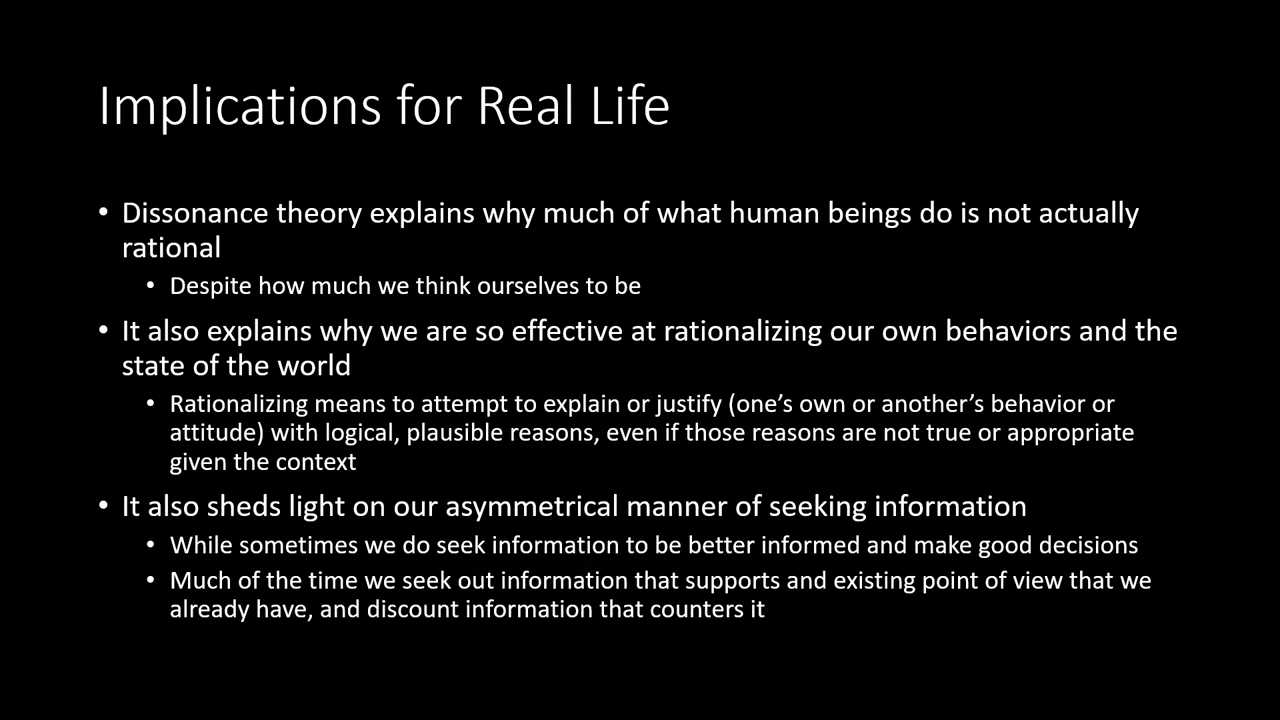 Implications for Real Life
• Dissonance theory explains why much of what human beings do is not actually
rational
• Despite how much we think ourselves to be
• It also explains why we are so effective at rationalizing our own behaviors and the
state of the world
• Rationalizing means to attempt to explain or justify (one’s own or another’s behavior or
attitude) with logical, plausible reasons, even if those reasons are not true or appropriate
given the context
• It also sheds light on our asymmetrical manner of seeking information
• While sometimes we do seek information to be better informed and make good decisions
• Much of the time we seek out information that supports and existing point of view that we
already have, and discount information that counters it